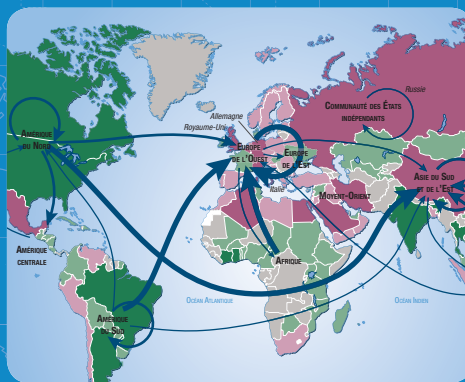 Russie
COMMUNAUTÉ DES ÉTATS
INDÉPENDANTS
Allemagne
Royaume-Uni
AMÉRIQUE
DU NORD
EUROPE
DE L'OUEST
EUROPE
DE L'EST
ASIE DU SUD
ET DE L'EST
Italie
MOYEN-ORIENT
AMÉRIQUE
CENTRALE
AFRIQUE
OCÉAN ATLANTIQUE
OCÉAN INDIEN
AMÉRIQUE
DU SUD